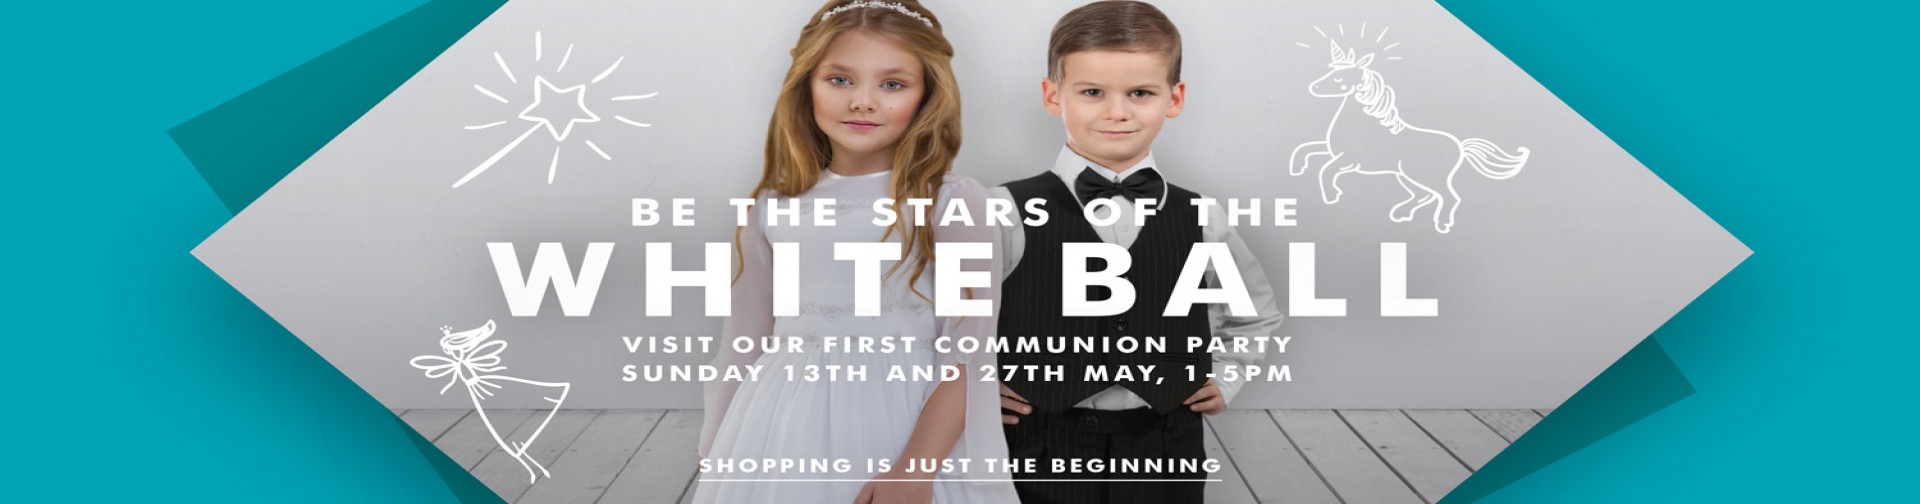 BE THE STARS OF THE
WHITE BALL
VISIT OUR FIRST COMMUNION PARTY
SUNDAY 13TH AND 27TH MAY, 1-5PM
SHOPPING IS JUST THE BEGINNING